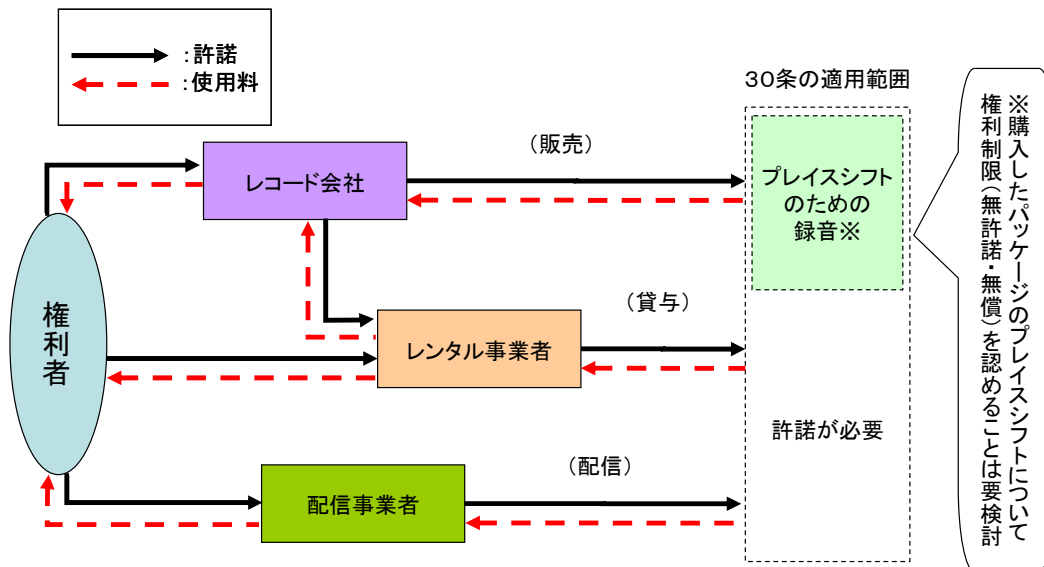 ：許諾
：使用料
30条の適用範囲
（販売）
レコード会社
プレイスシフト
のための
録音※
権利者
（貸与）
レンタル事業者
許諾が必要
（配信）
配信事業者
※購入したパッケージのプレイスシフトについて
権利制限（無許諾・無償）を認めることは要検討